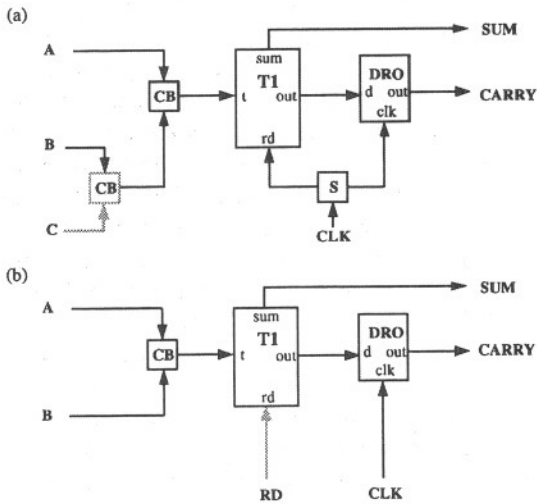 (a)
A
SUM
sum
T1
DRO
CB
t
out
d out
CARRY
clk
B
rd
CB
S
C
CLK
(b)
A
SUM
sum
T1
DRO
CB
t
out
d out
CARRY
clk
B
rd
RD
CLK